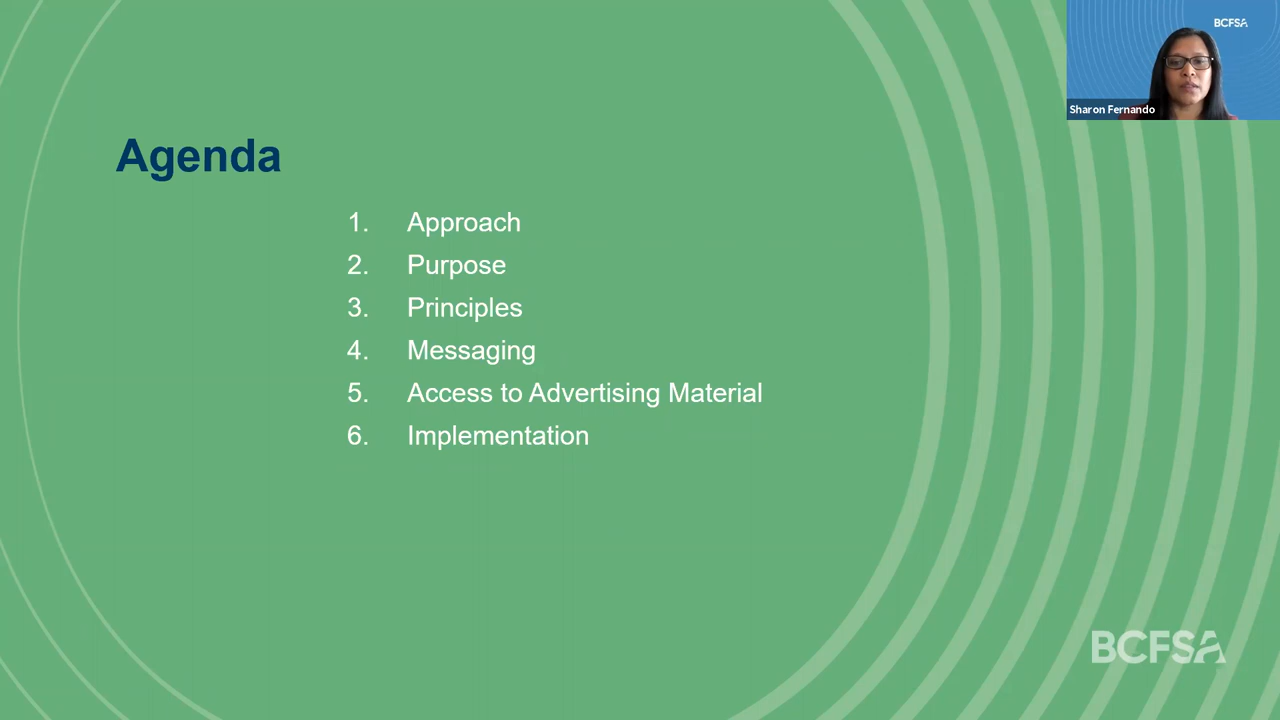 BCFSA
Sharon Fernando
Agenda
1. Approach
2. Purpose
3. Principles
4. Messaging
5. Access to Advertising Material
6. Implementation
BCFSA